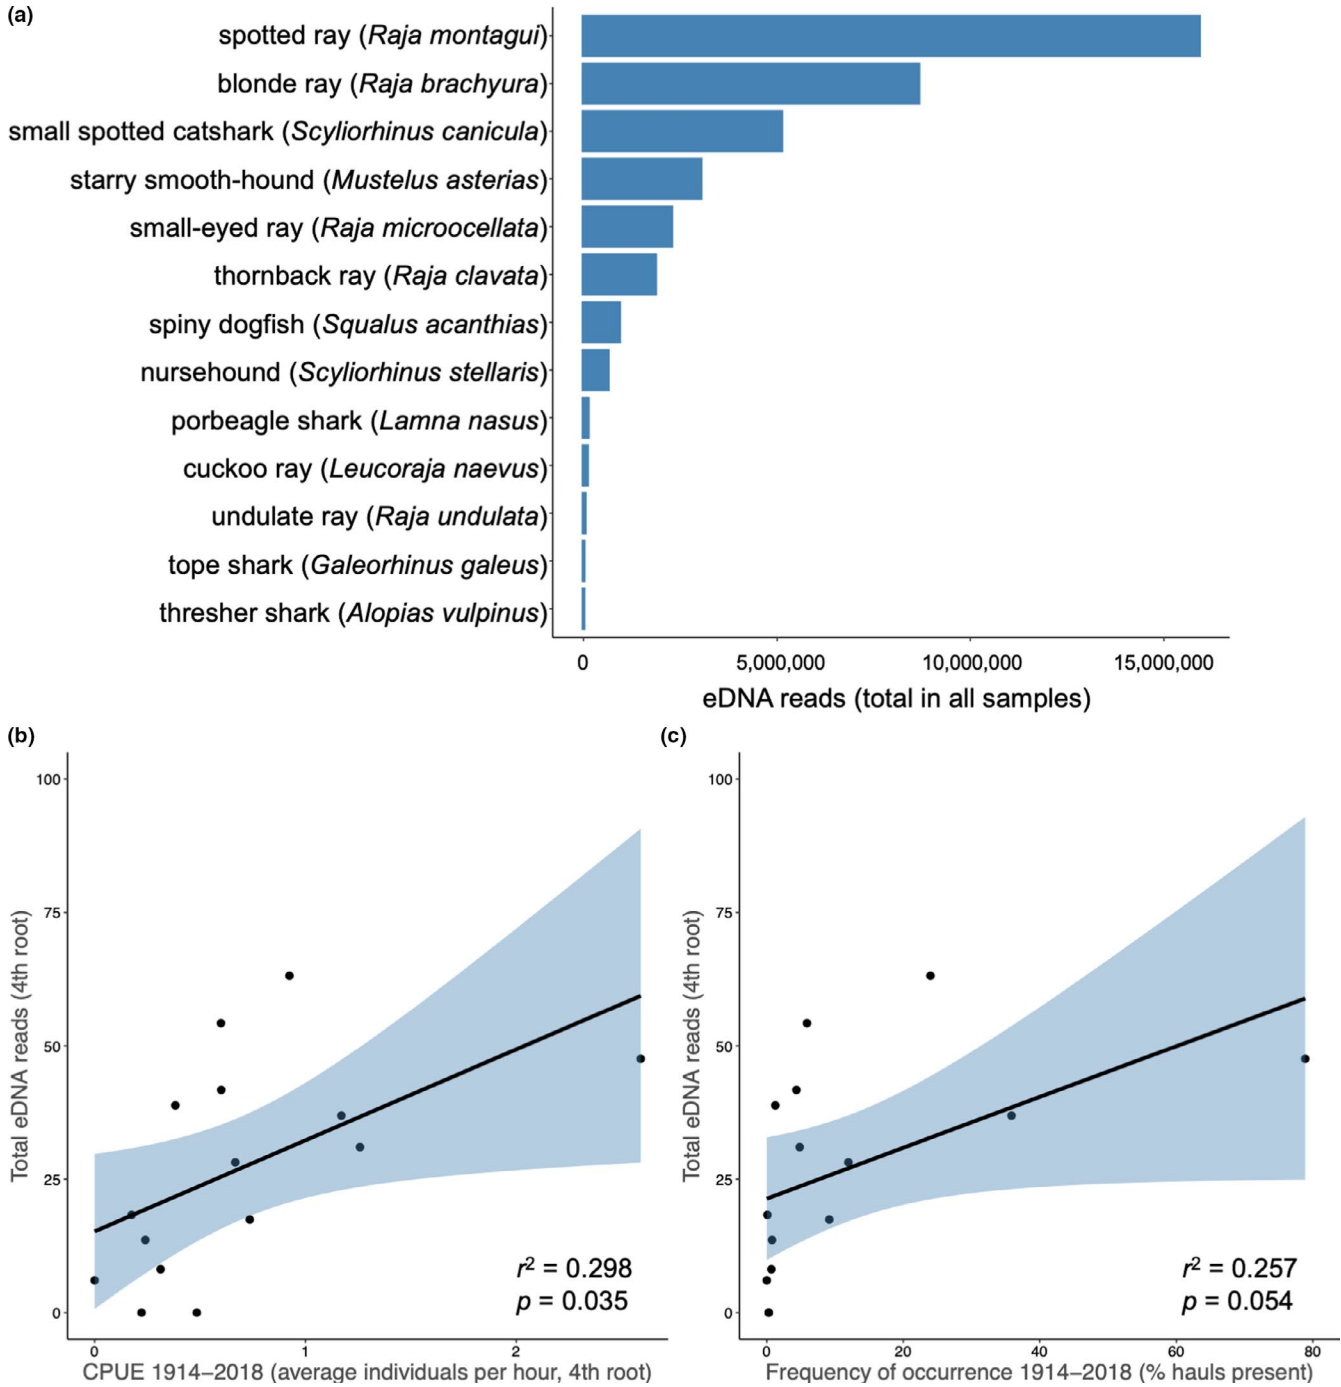 (a)
spotted ray (Raja montagui)
blonde ray (Raja brachyura)
small spotted catshark (Scyliorhinus canicula)
starry smooth-hound (Mustelus asterias)
small-eyed ray (Raja microocellata)
thornback ray (Raja clavata)
spiny dogfish (Squalus acanthias)
nursehound (Scyliorhinus stellaris)
porbeagle shark (Lamna nasus)
cuckoo ray (Leucoraja naevus)
undulate ray (Raja undulata)
tope shark (Galeorhinus galeus)
thresher shark (Alopias vulpinus)
0 5,000,000 10,000,000 15,000,000
eDNA reads (total in all samples)
(b)
Total eDNA reads (4th root)
100
75
50
25
0
r² = 0.298
p = 0.035
0 1 2
CPUE 1914–2018 (average individuals per hour, 4th root)
(c)
Total eDNA reads (4th root)
100
75
50
25
0
r² = 0.257
p = 0.054
0 20 40 60 80
Frequency of occurrence 1914–2018 (% hauls present)